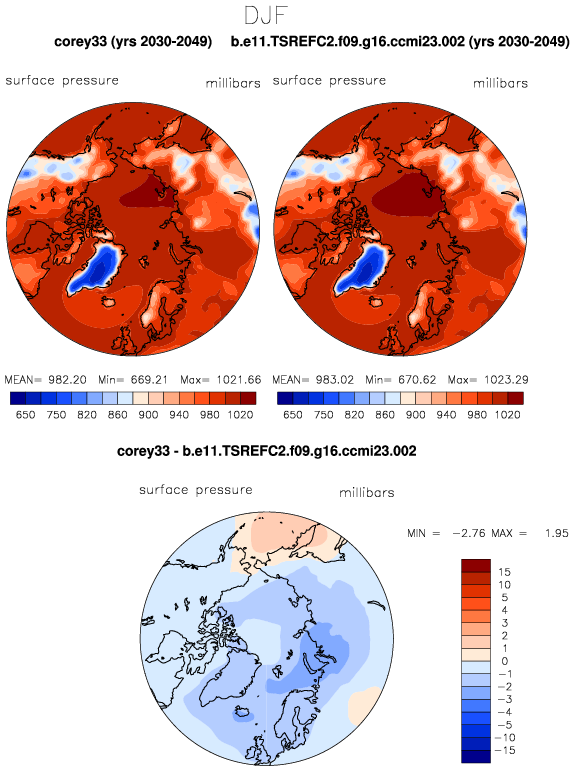 DJF
corey33 (yrs 2030-2049) b.e11.TSREFC2.f09.g16.ccmi23.002 (yrs 2030-2049)
surface pressure millibars surface pressure millibars
MEAN= 982.20 Min= 669.21 Max= 1021.66 MEAN= 983.02 Min= 670.62 Max= 1023.29
650 750 820 860 900 940 980 1020 650 750 820 860 900 940 980 1020
corey33 - b.e11.TSREFC2.f09.g16.ccmi23.002
surface pressure millibars
MIN = -2.76 MAX = 1.95
15
10
5
4
3
2
1
0
-1
-2
-3
-4
-5
-10
-15